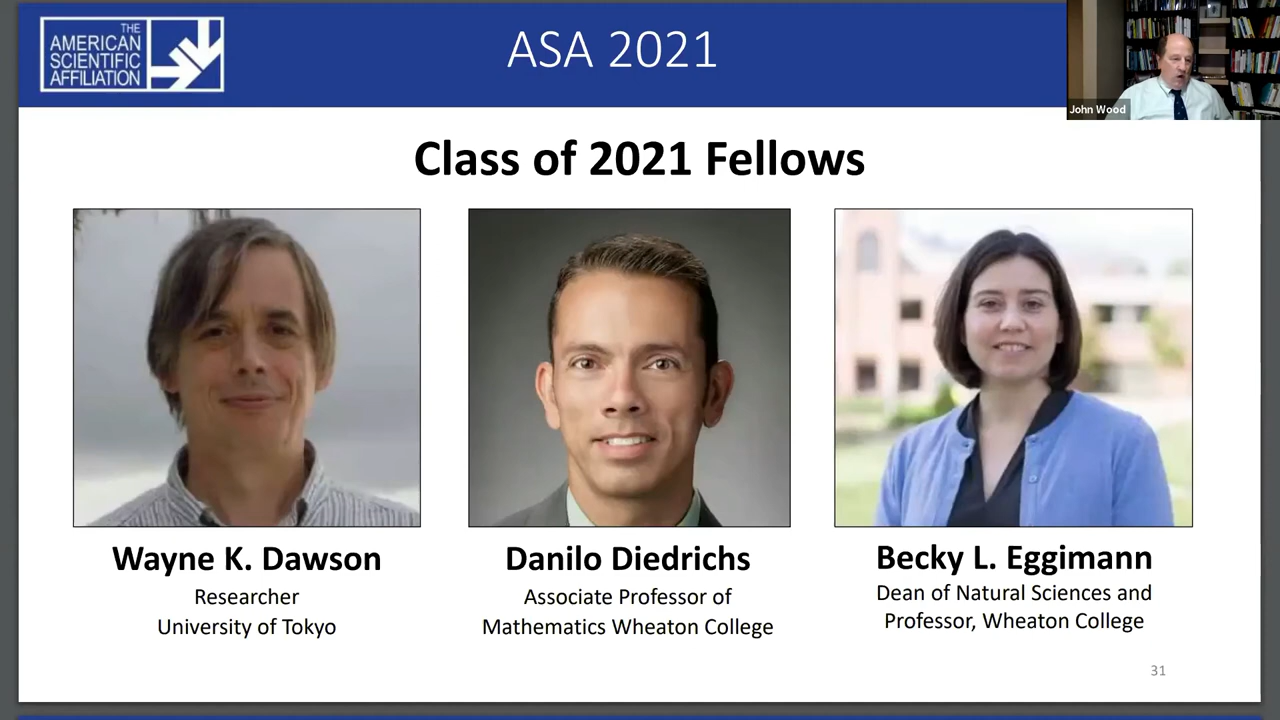 THE
AMERICAN
SCIENTIFIC
AFFILIATION
ASA 2021
John Wood
Class of 2021 Fellows
Wayne K. Dawson
Researcher
University of Tokyo
Danilo Diedrichs
Associate Professor of
Mathematics Wheaton College
Becky L. Eggimann
Dean of Natural Sciences and
Professor, Wheaton College
31